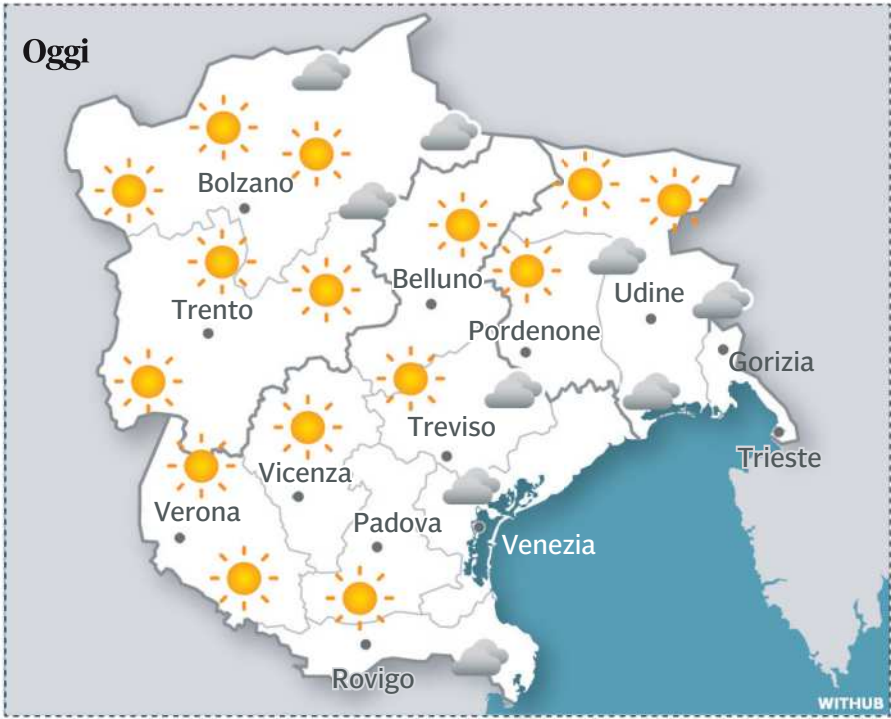 Oggi
Bolzano
Belluno
Udine
Trento
Pordenone
Gorizia
Treviso
Trieste
Vicenza
Verona
Padova
Venezia
Rovigo
WITHUB